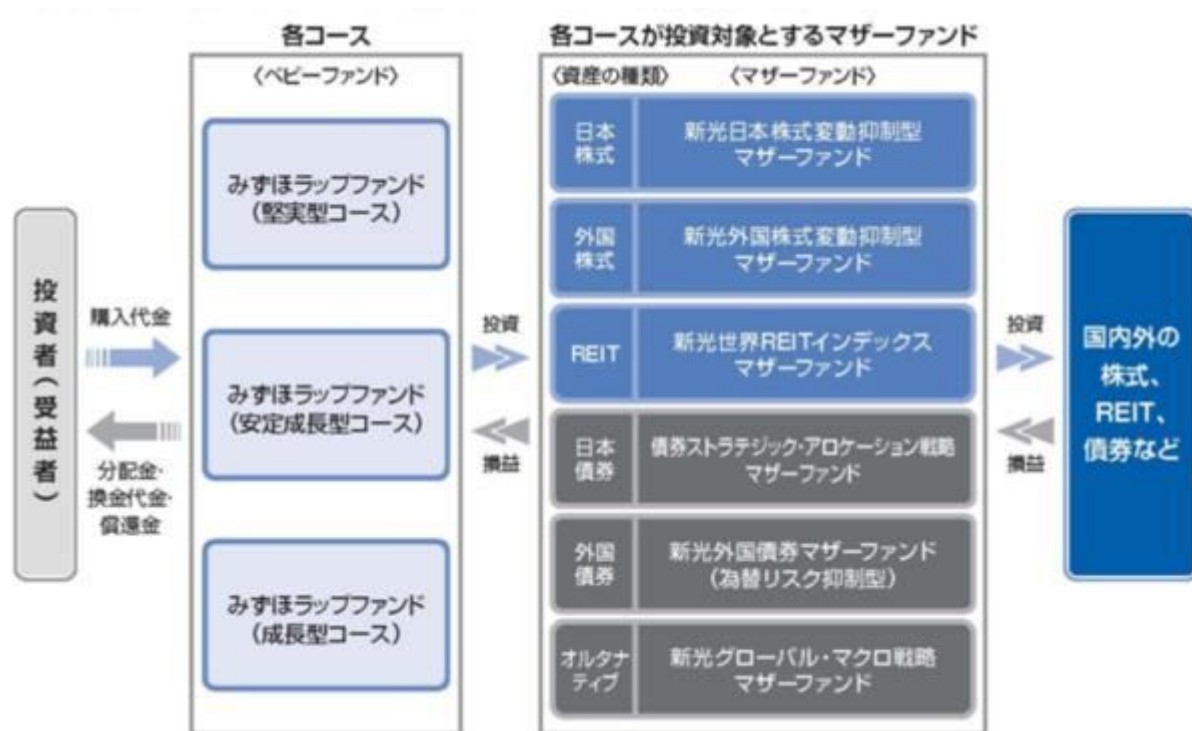 各コース
〈ベビーファンド〉
みずほラップファンド
(堅実型コース)
みずほラップファンド
(安定成長型コース)
みずほラップファンド
(成長型コース)
各コースが投資対象とするマザーファンド
〈資産の種類〉 〈マザーファンド〉
日本
株式
新光日本株式変動抑制型
マザーファンド
外国
株式
新光外国株式変動抑制型
マザーファンド
REIT
新光世界REITインデックス
マザーファンド
日本
債券
債券ストラテジック・アロケーション戦略
マザーファンド
外国
債券
新光外国債券マザーファンド
(為替リスク抑制型)
オルタナ
ティブ
新光グローバル・マクロ戦略
マザーファンド
投資者(受益者)
購入代金
分配金・
換金代金・
償還金
投資
損益
投資
損益
国内外の
株式、
REIT、
債券など